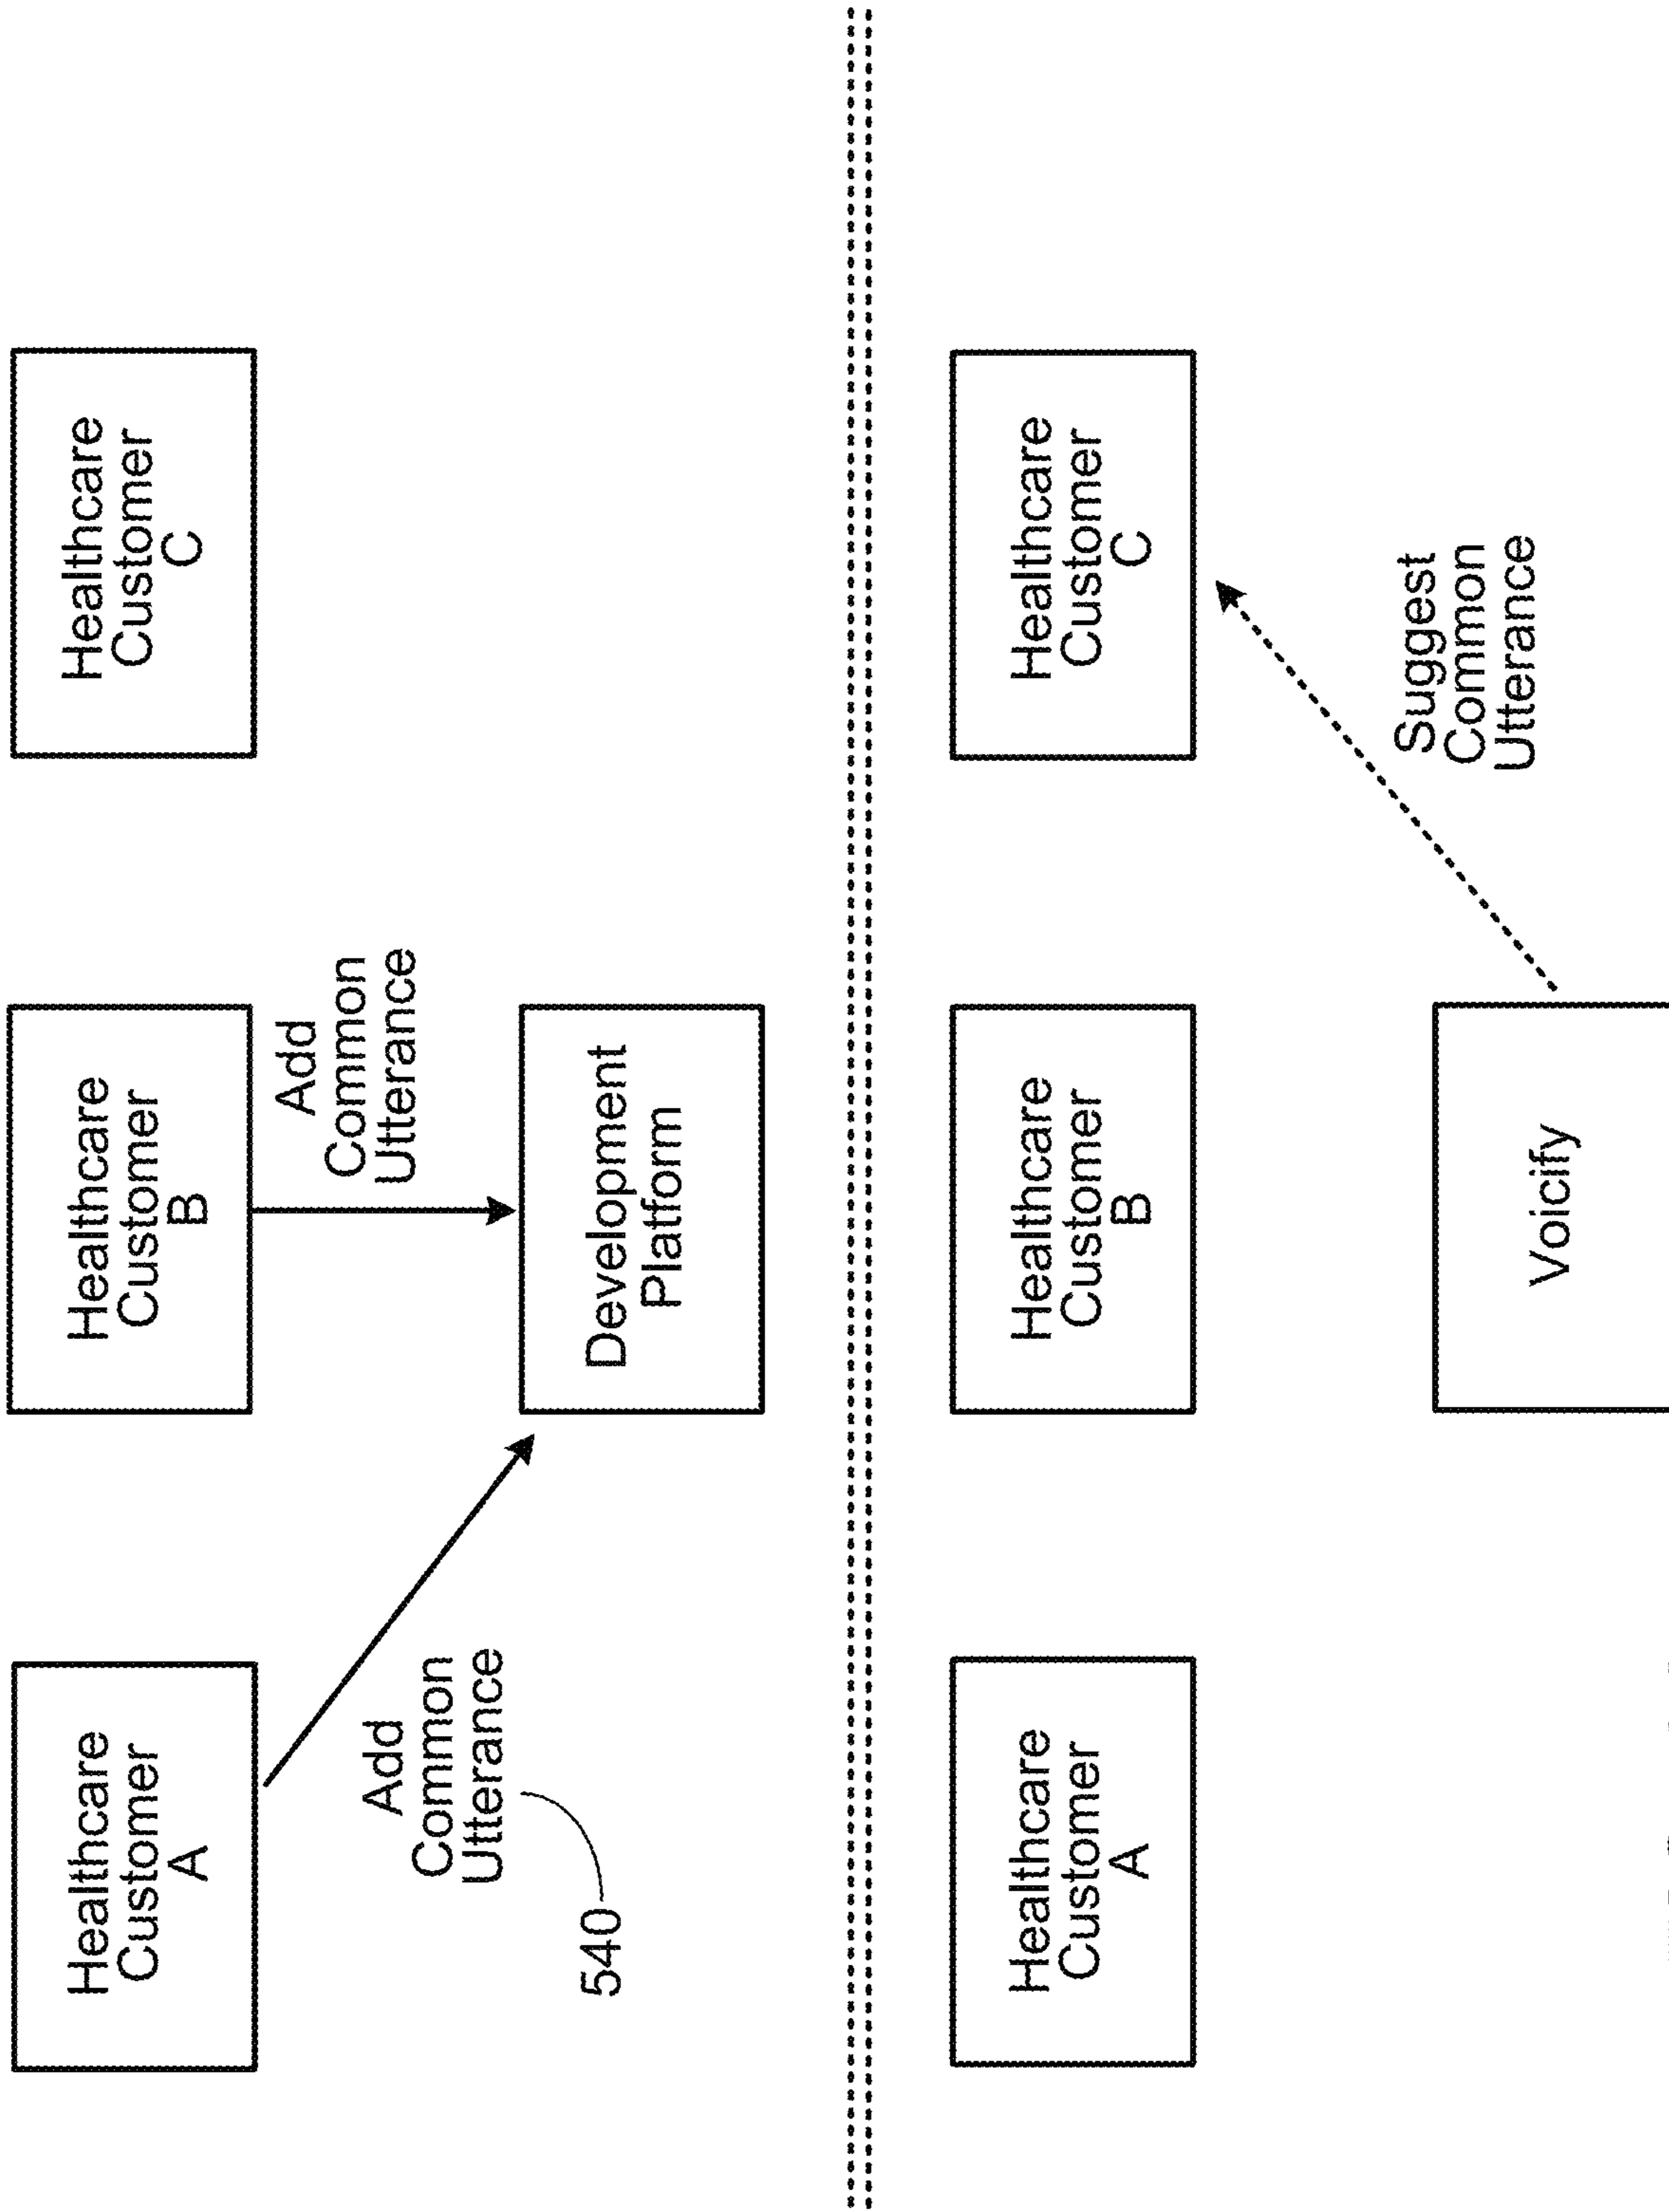 Healthcare
Customer
A
Healthcare
Customer
B
Healthcare
Customer
C
Add
Common
Utterance
540
Add
Common
Utterance
Development
Platform
Healthcare
Customer
A
Healthcare
Customer
B
Healthcare
Customer
C
Suggest
Common
Utterance
Voicify